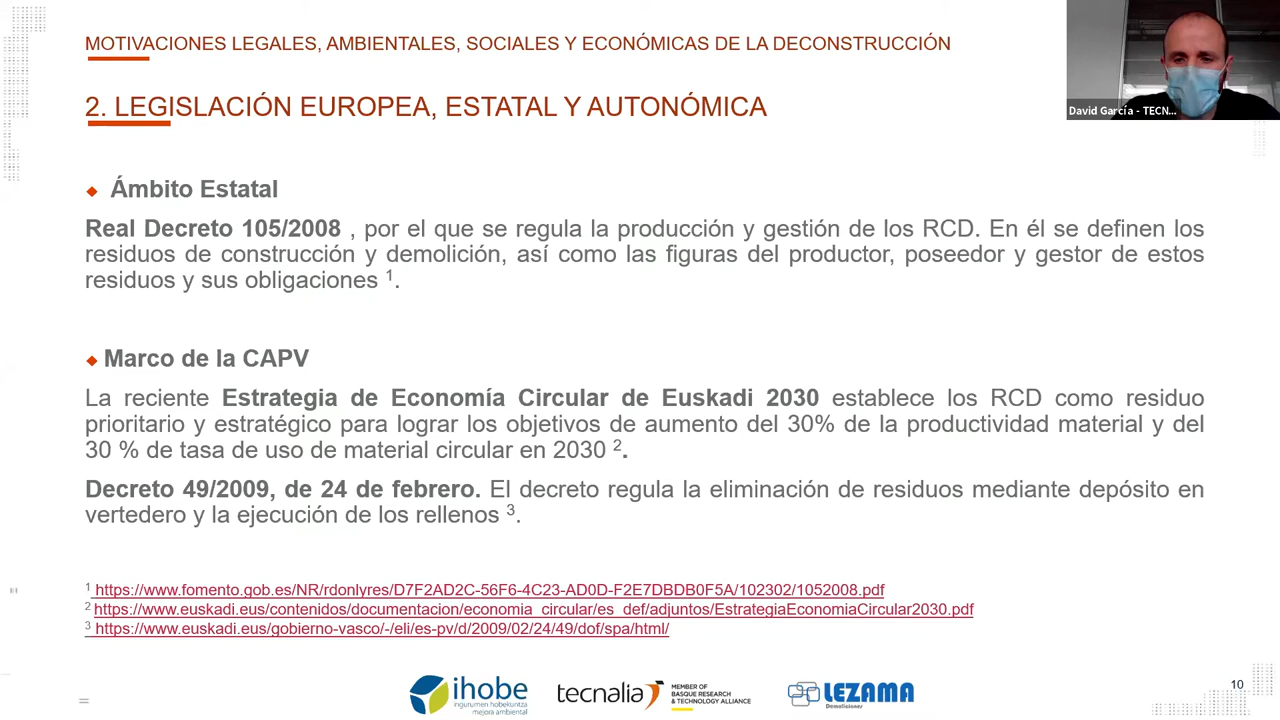 MOTIVACIONES LEGALES, AMBIENTALES, SOCIALES Y ECONÓMICAS DE LA DECONSTRUCCIÓN
David García - TECN...
2. LEGISLACIÓN EUROPEA, ESTATAL Y AUTONÓMICA
Ámbito Estatal
Real Decreto 105/2008 , por el que se regula la producción y gestión de los RCD. En él se definen los
residuos de construcción y demolición, así como las figuras del productor, poseedor y gestor de estos
residuos y sus obligaciones 1.
Marco de la CAPV
La reciente Estrategia de Economía Circular de Euskadi 2030 establece los RCD como residuo
prioritario y estratégico para lograr los objetivos de aumento del 30% de la productividad material y del
30 % de tasa de uso de material circular en 2030 2.
Decreto 49/2009, de 24 de febrero. El decreto regula la eliminación de residuos mediante depósito en
vertedero y la ejecución de los rellenos 3.
1 https://www.fomento.gob.es/NR/rdonlyres/D7F2AD2C-56F6-4C23-AD0D-F2E7DBDB0F5A/102302/1052008.pdf
2 https://www.euskadi.eus/contenidos/documentacion/economia_circular/es_def/adjuntos/EstrategiaEconomiaCircular2030.pdf
3 https://www.euskadi.eus/gobierno-vasco/-/eli/es-pv/d/2009/02/24/49/dof/spa/html/
ihobe
ingurumen hobekuntza
mejora ambiental
tecnalia
MEMBER OF
BASQUE RESEARCH
& TECHNOLOGY ALLIANCE
LEZAMA
Demoliciones
10